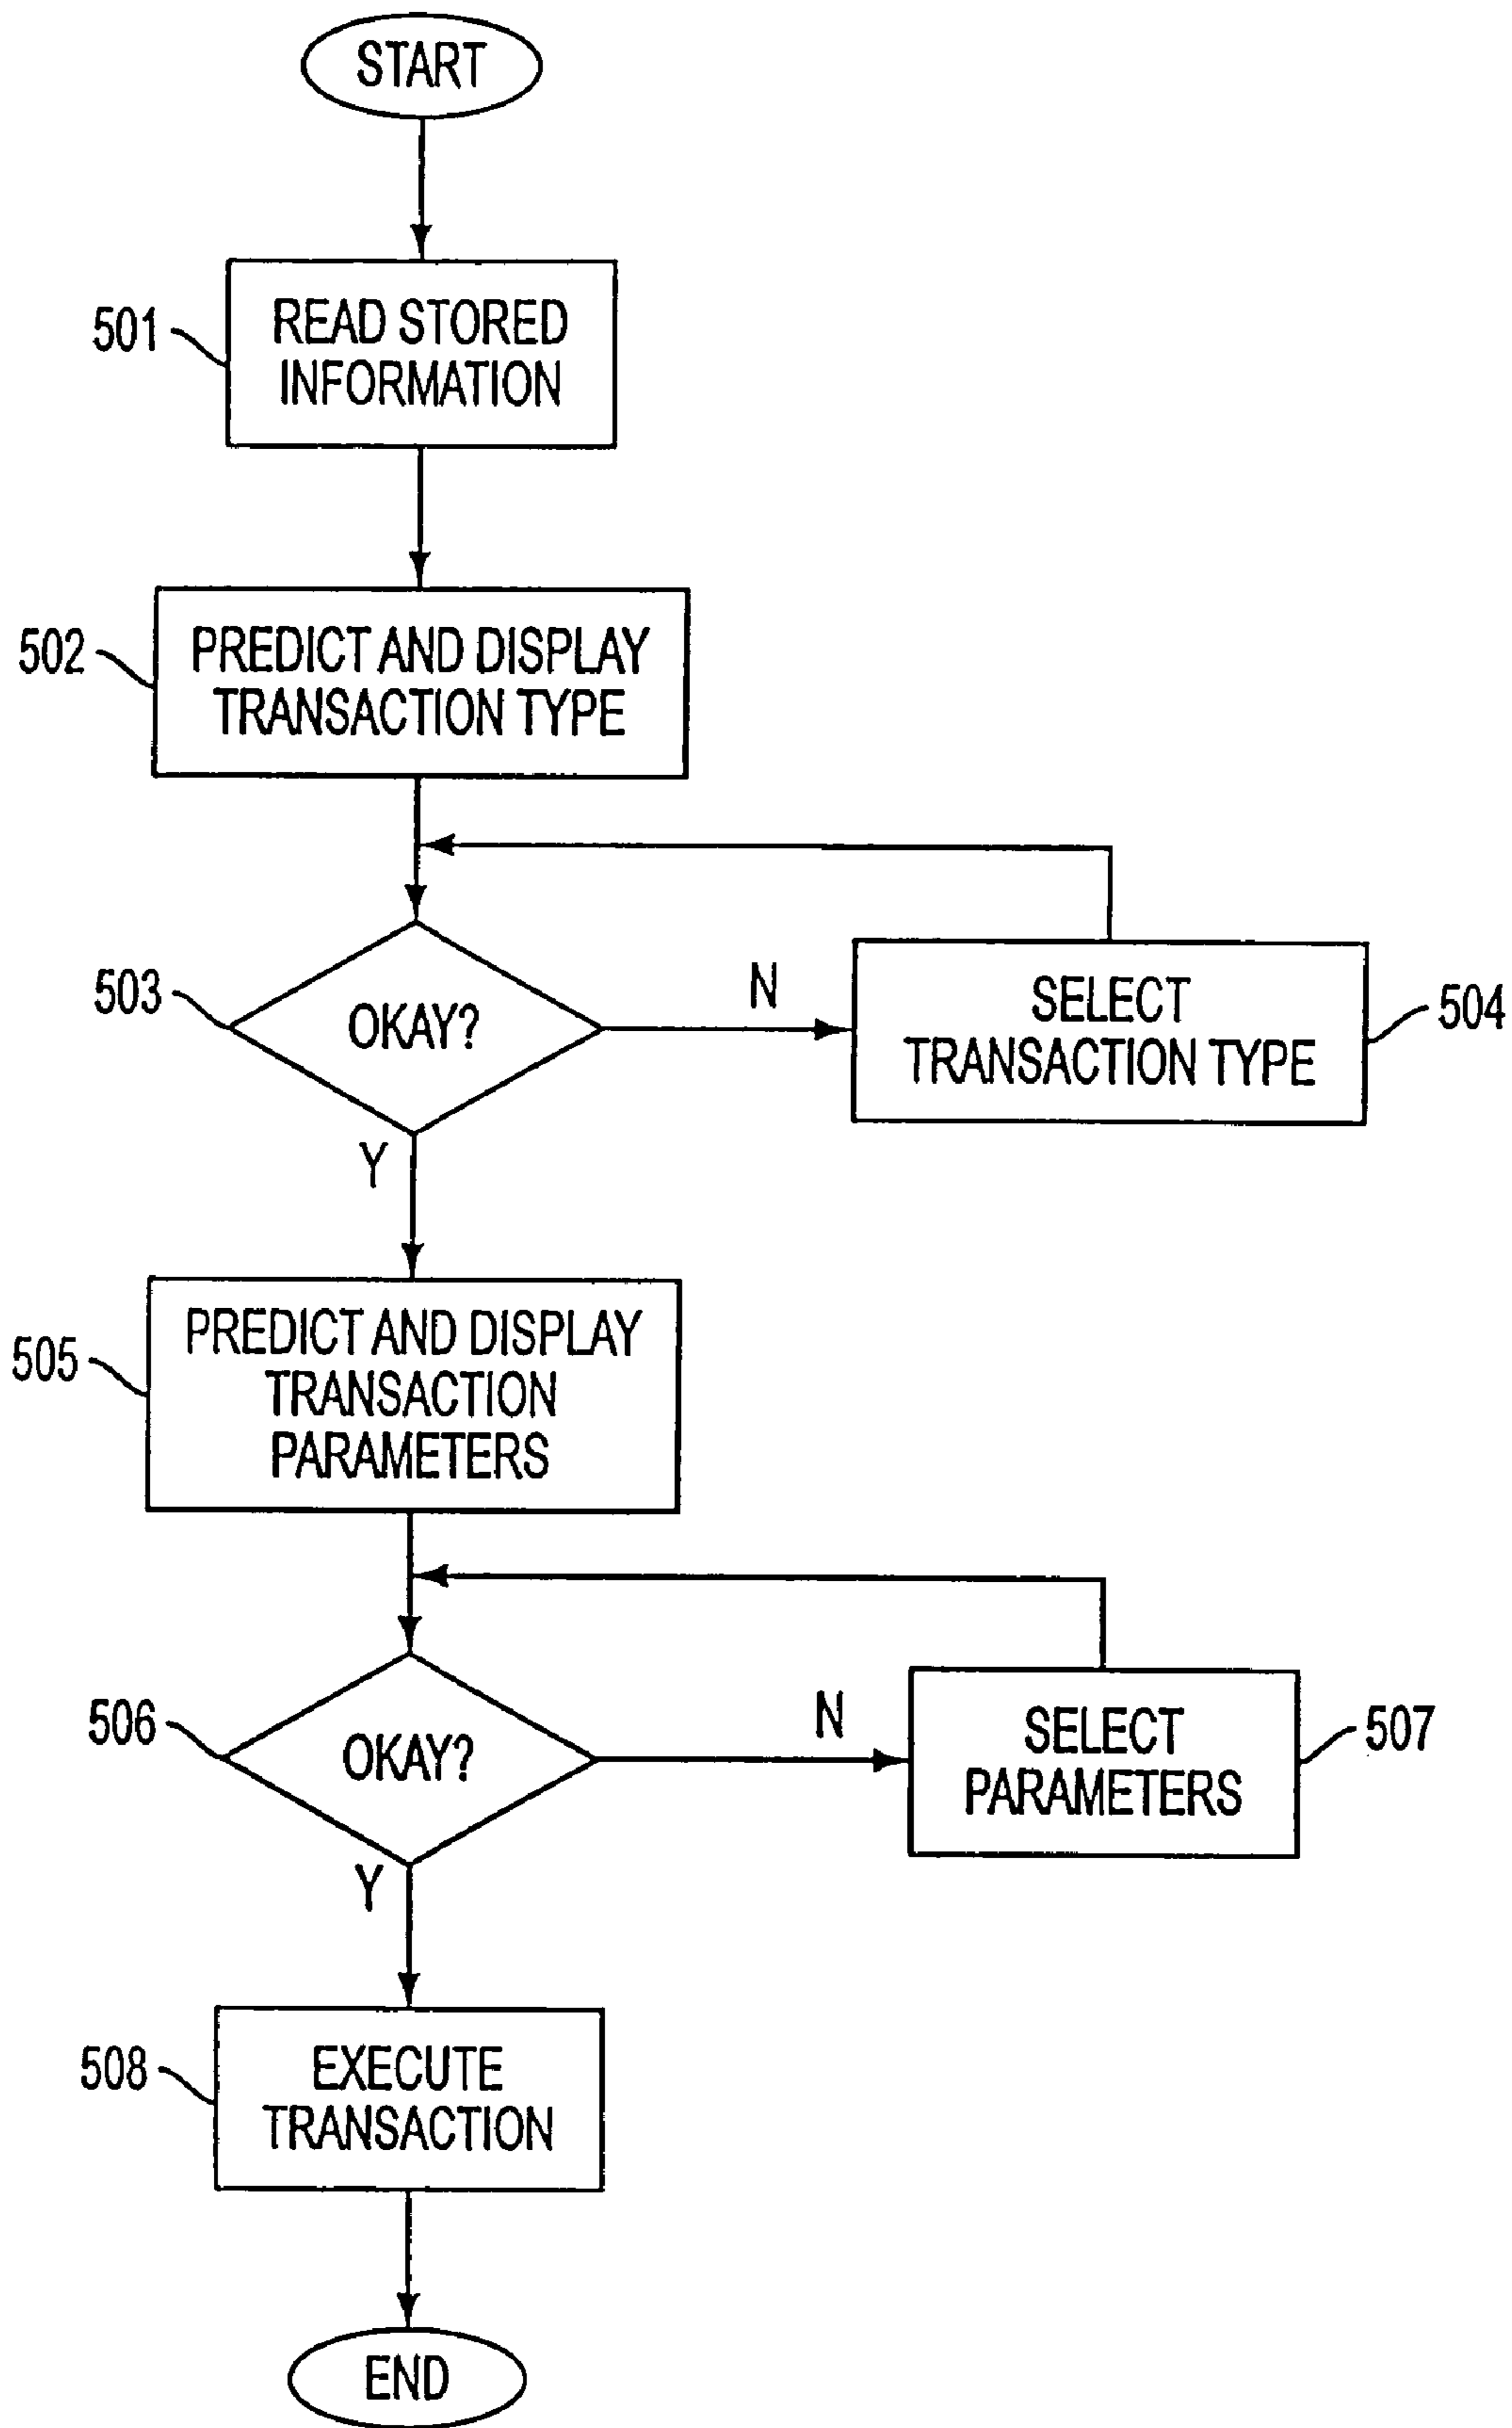 START
501
READ STORED
INFORMATION
502
PREDICT AND DISPLAY
TRANSACTION TYPE
503
OKAY?
N
SELECT
TRANSACTION TYPE
504
Y
505
PREDICT AND DISPLAY
TRANSACTION
PARAMETERS
506
OKAY?
N
SELECT
PARAMETERS
507
Y
508
EXECUTE
TRANSACTION
END